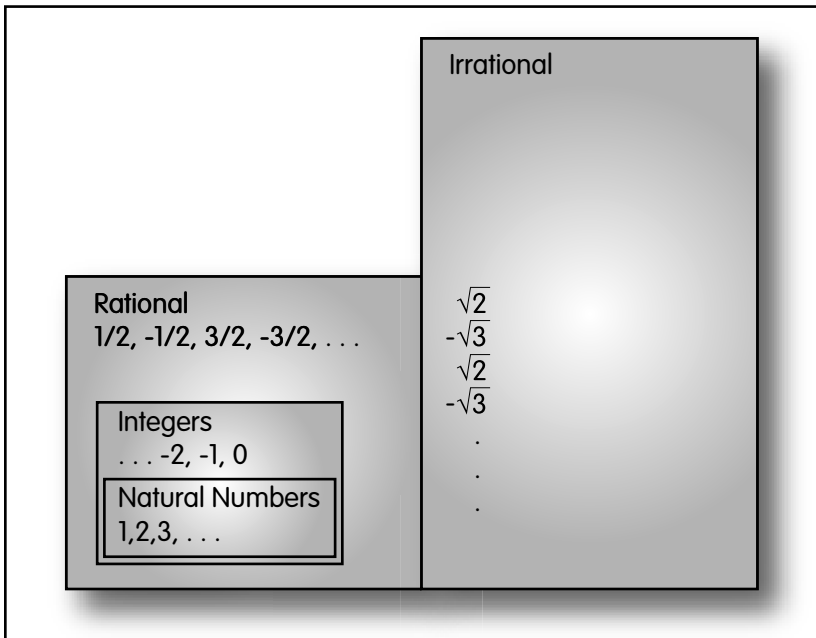 Irrational
√2
-√3
√2
-√3
.
.
.
Rational
1/2, -1/2, 3/2, -3/2, . . .
Integers
. . . -2, -1, 0
Natural Numbers
1,2,3, . . .